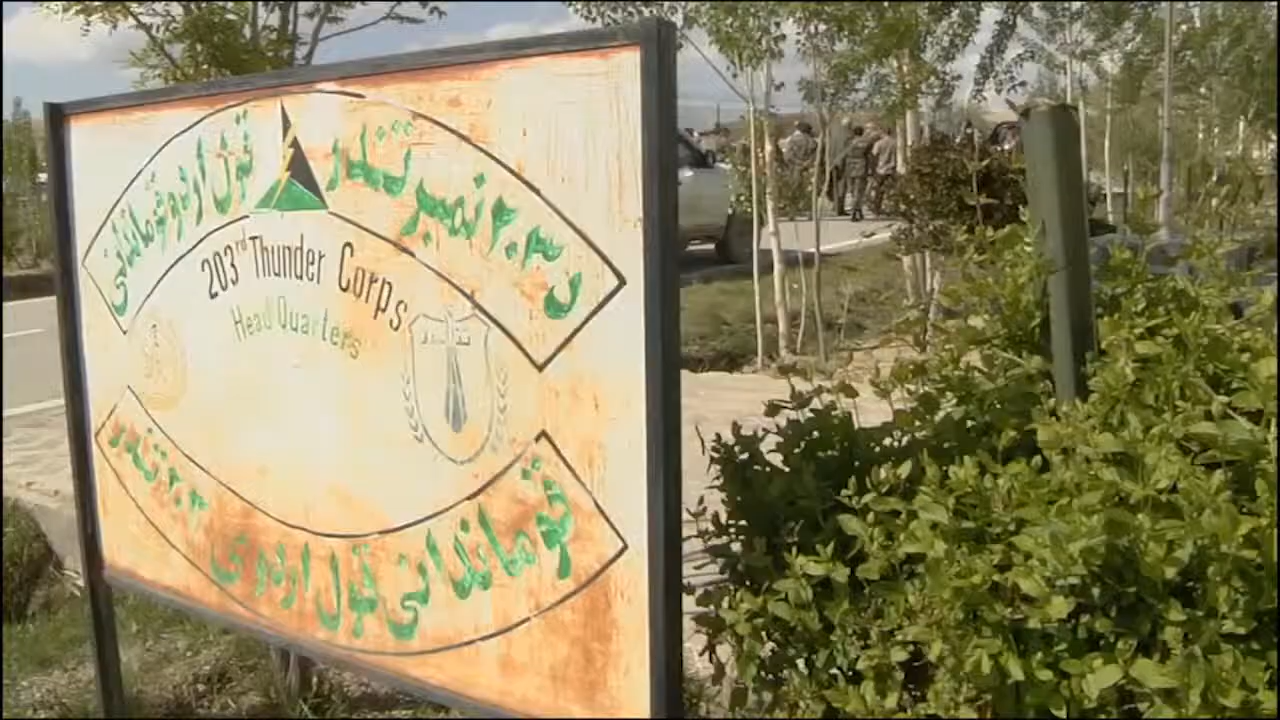 د ۲۰۳ نمبر تندر قول اردو قوماندانی
203rd Thunder Corps
Head Quarters
قوماندانی قول اردوی ۲۰۳ تندر